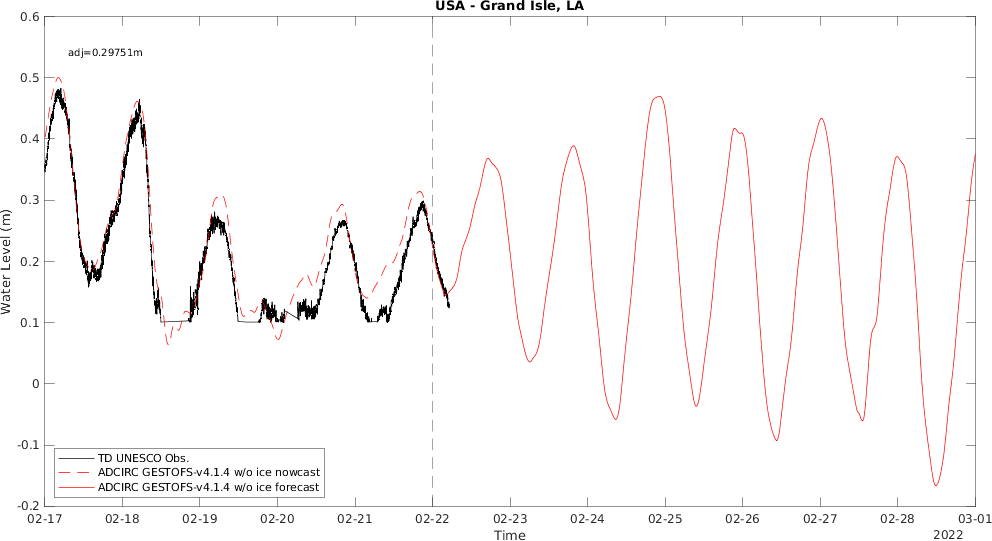 USA - Grand Isle, LA
adj=0.29751m
0.6
0.5
0.4
0.3
0.2
0.1
0
-0.1
-0.2
Water Level (m)
TD UNESCO Obs.
ADCIRC GESTOFS-v4.1.4 w/o ice nowcast
ADCIRC GESTOFS-v4.1.4 w/o ice forecast
02-17 02-18 02-19 02-20 02-21 02-22 02-23 02-24 02-25 02-26 02-27 02-28 03-01
Time
2022